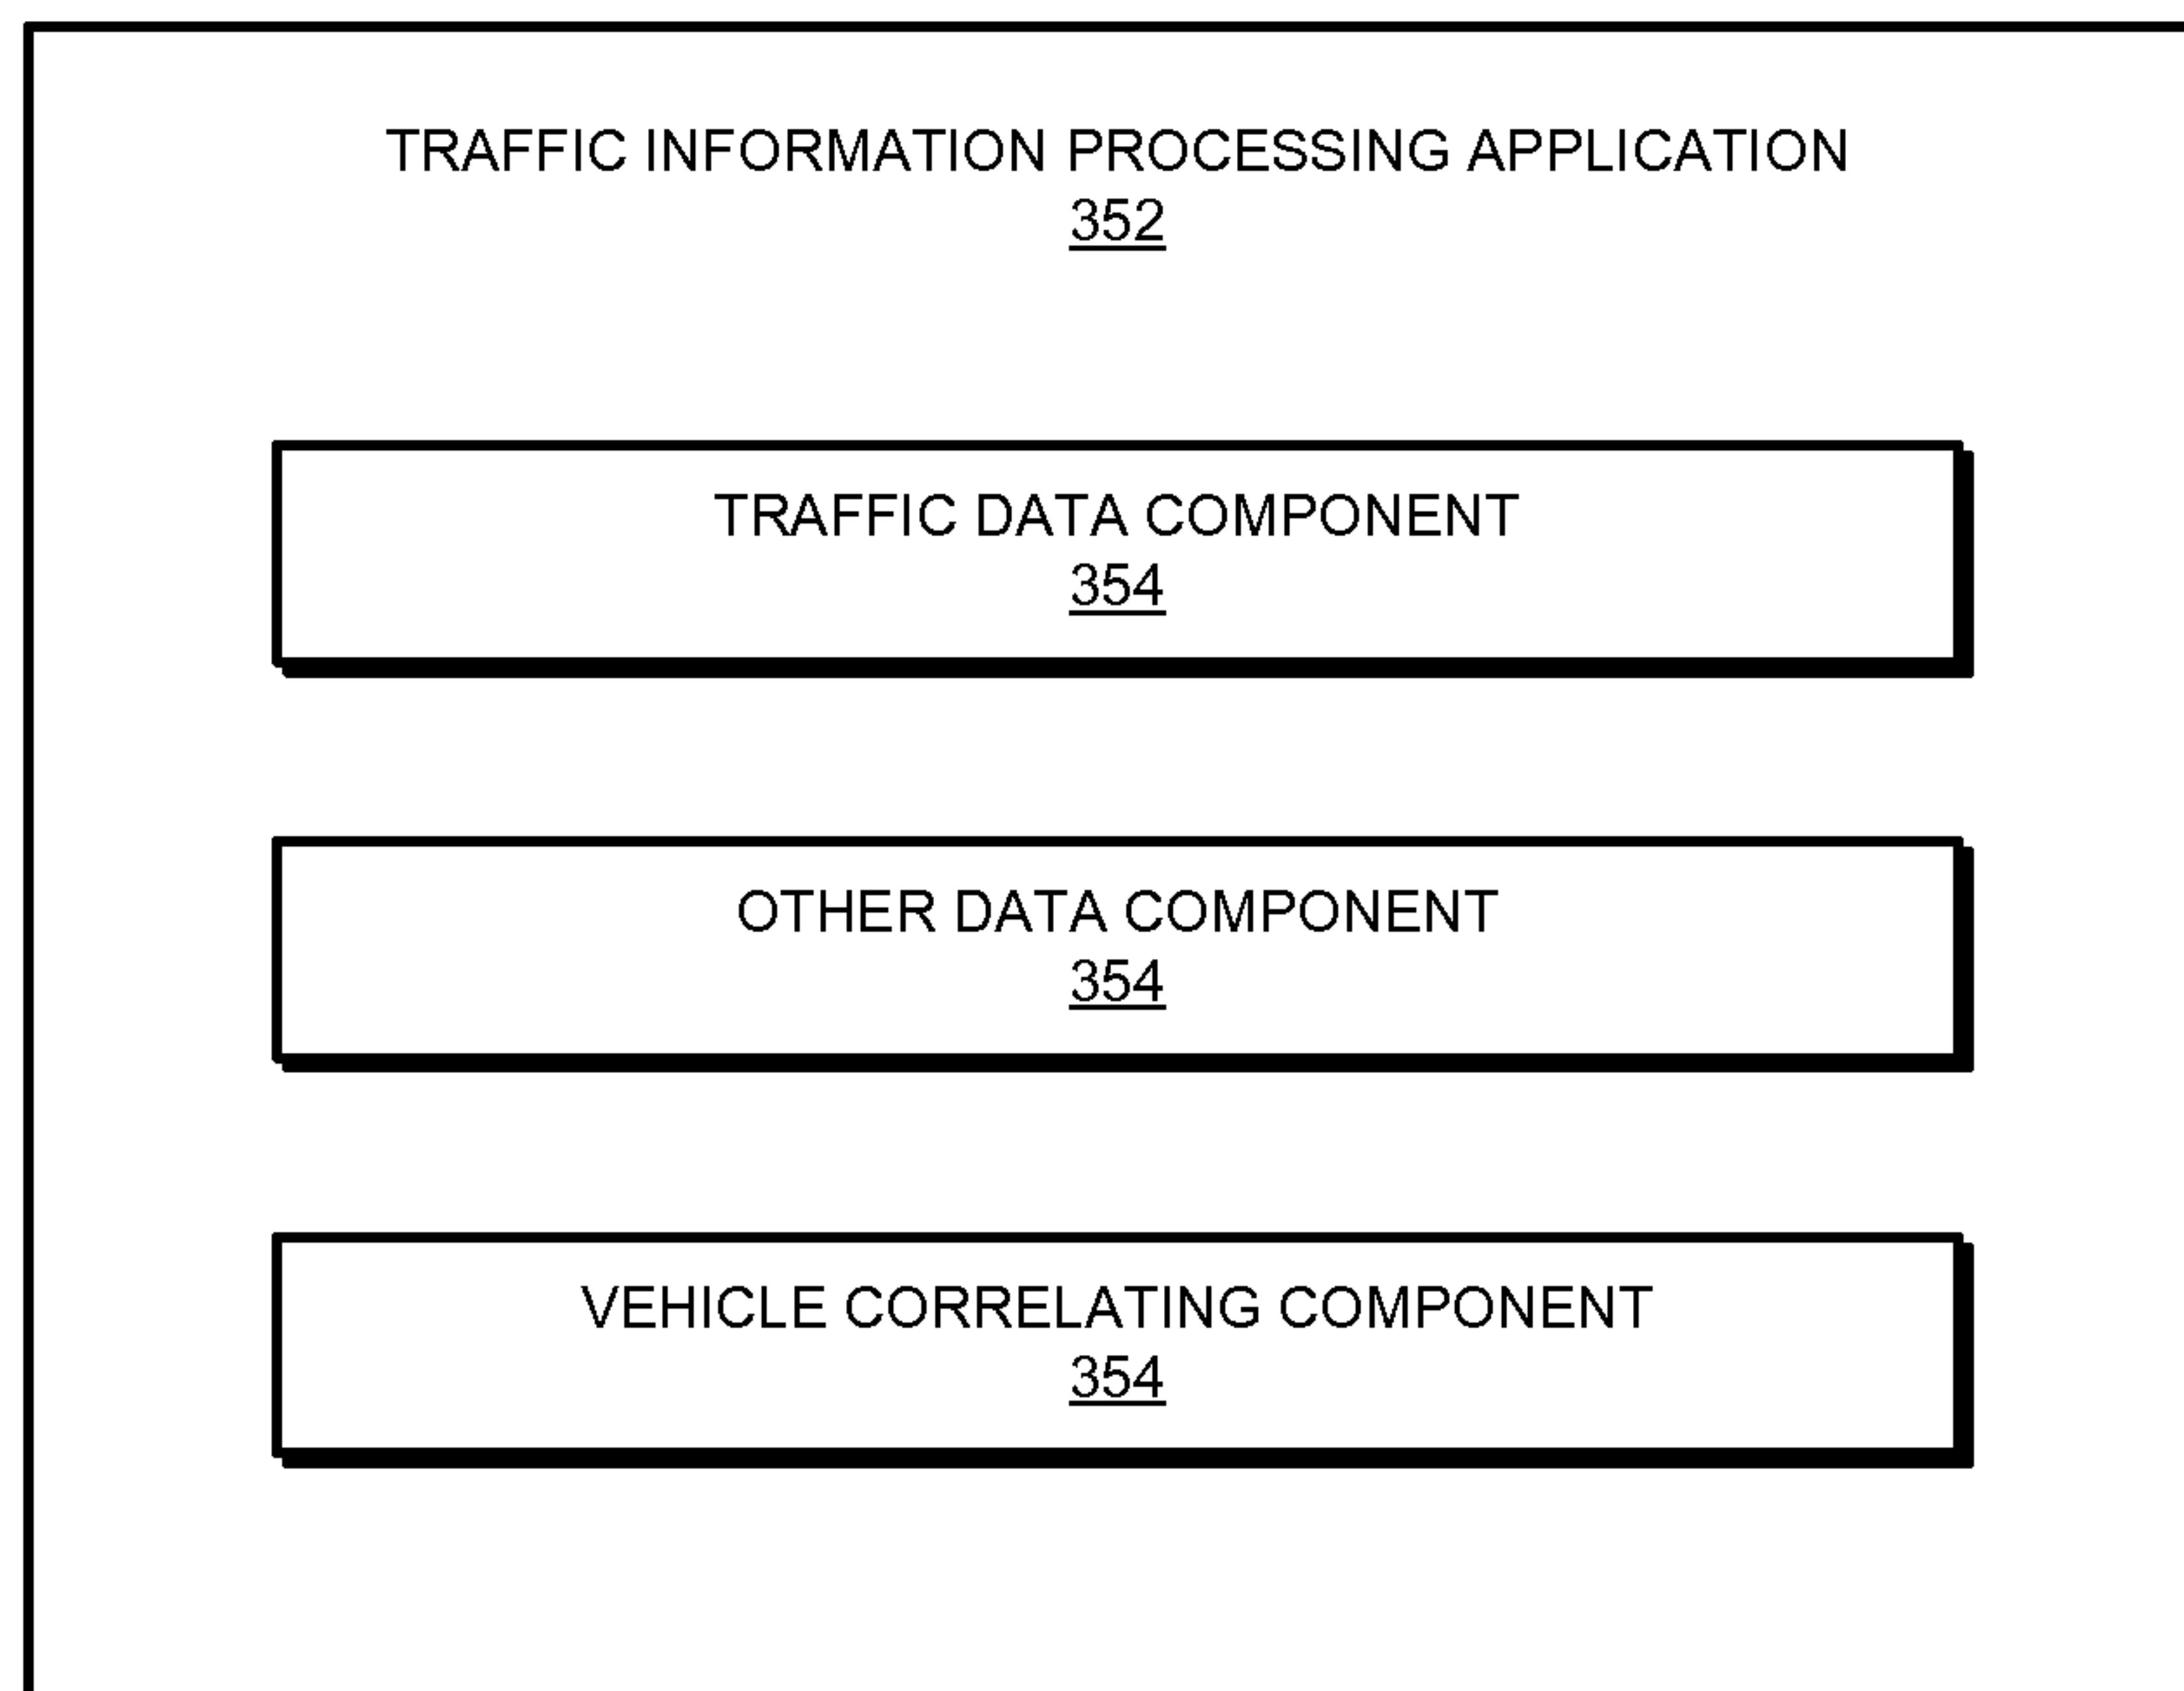 TRAFFIC INFORMATION PROCESSING APPLICATION
352
TRAFFIC DATA COMPONENT
354
OTHER DATA COMPONENT
354
VEHICLE CORRELATING COMPONENT
354